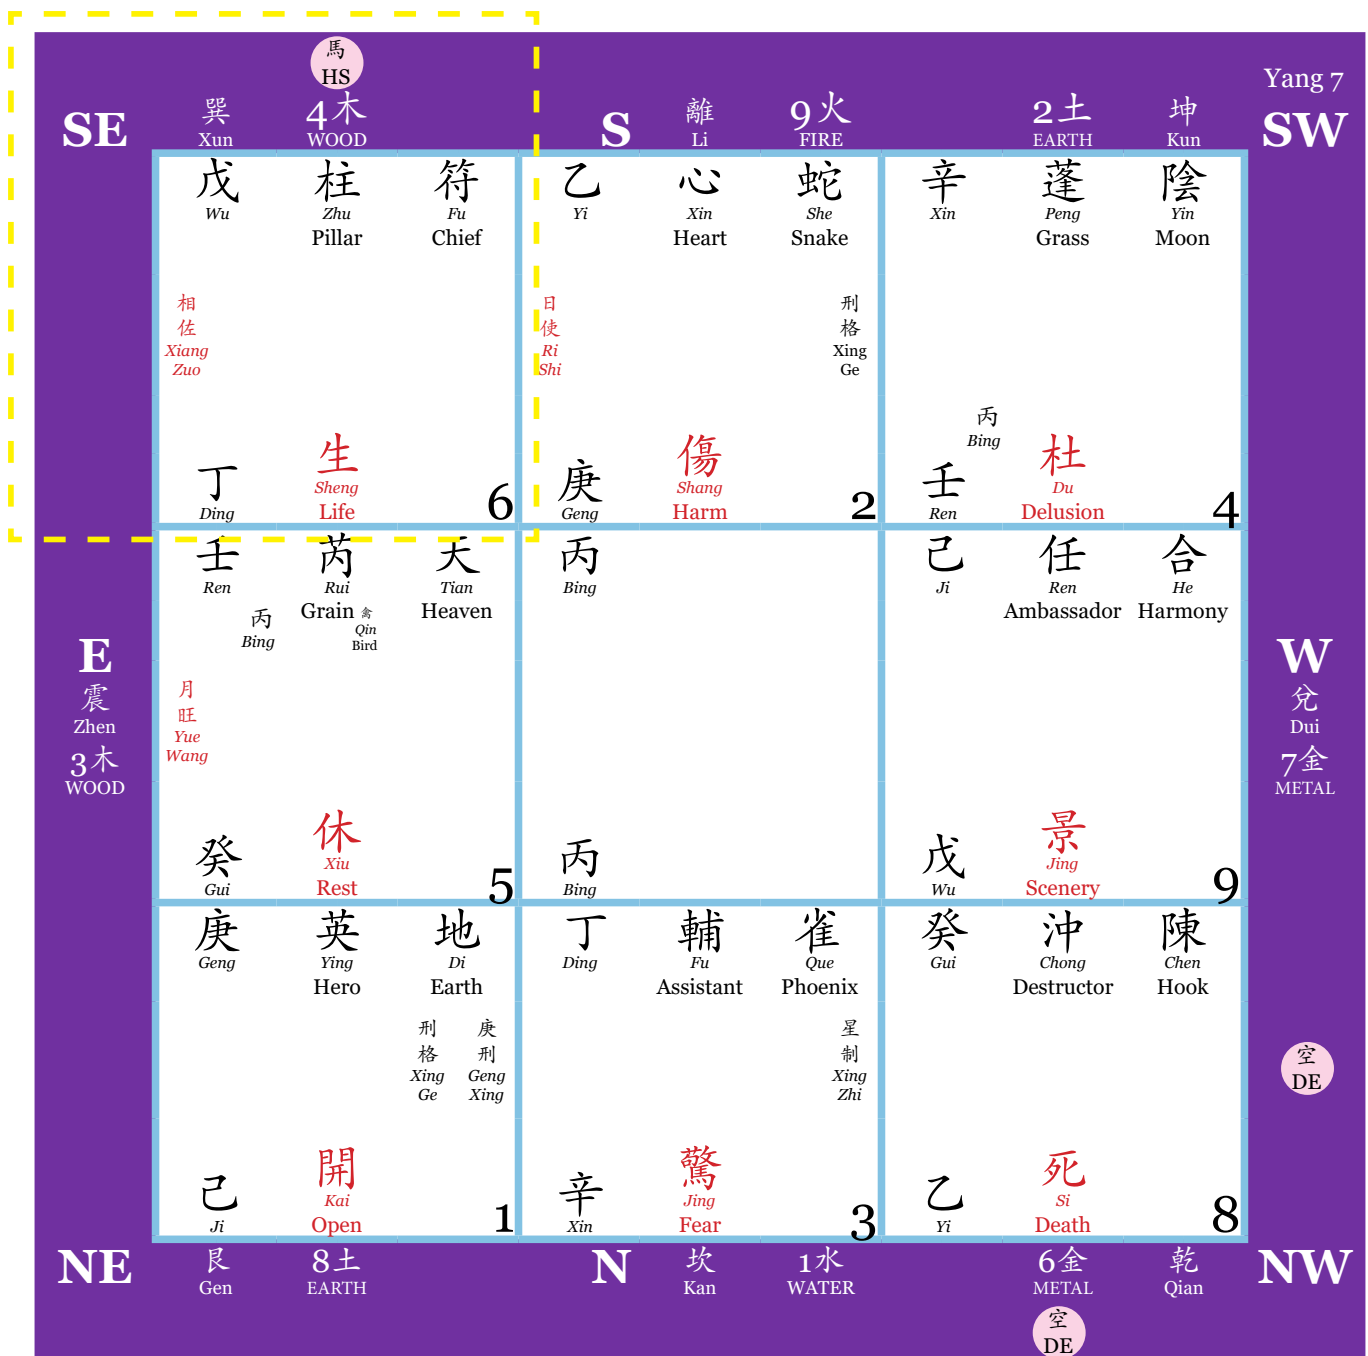 馬
HS
Yang 7
SE
巽
Xun
4木
WOOD
S
離
Li
9火
FIRE
2土
EARTH
坤
Kun
SW
戊
Wu
柱
Zhu
Pillar
符
Fu
Chief
相
佐
Xiang
Zuo
丁
Ding
生
Sheng
Life
6
乙
Yi
心
Xin
Heart
蛇
She
Snake
日
使
Ri
Shi
刑
格
Xing
Ge
庚
Geng
傷
Shang
Harm
2
辛
Xin
蓬
Peng
Grass
陰
Yin
Moon
丙
Bing
壬
Ren
杜
Du
Delusion
4
E
震
Zhen
3木
WOOD
壬
Ren
丙
Bing
芮
Rui
Grain
禽
Qin
Bird
天
Tian
Heaven
月
旺
Yue
Wang
癸
Gui
休
Xiu
Rest
5
丙
Bing
丙
Bing
己
Ji
任
Ren
Ambassador
合
He
Harmony
戊
Wu
景
Jing
Scenery
9
W
兌
Dui
7金
METAL
庚
Geng
英
Ying
Hero
地
Di
Earth
刑
格
Xing
Ge
庚
刑
Geng
Xing
己
Ji
開
Kai
Open
1
丁
Ding
輔
Fu
Assistant
雀
Que
Phoenix
星
制
Xing
Zhi
辛
Xin
驚
Jing
Fear
3
癸
Gui
沖
Chong
Destructor
陳
Chen
Hook
乙
Yi
死
Si
Death
8
空
DE
NE
艮
Gen
8土
EARTH
N
坎
Kan
1水
WATER
6金
METAL
乾
Qian
NW
空
DE